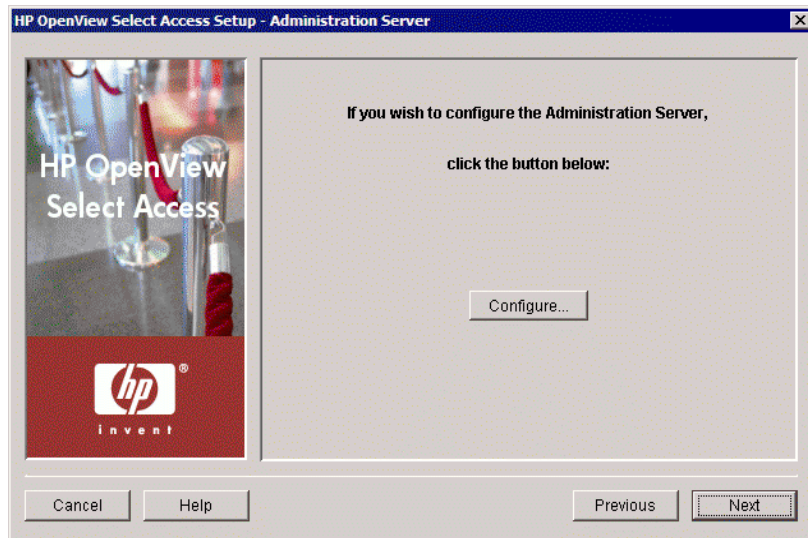 HP OpenView Select Access Setup - Administration Server
HP OpenView
Select Access
hp
®
invent
If you wish to configure the Administration Server,
click the button below:
Configure...
Cancel
Help
Previous
Next